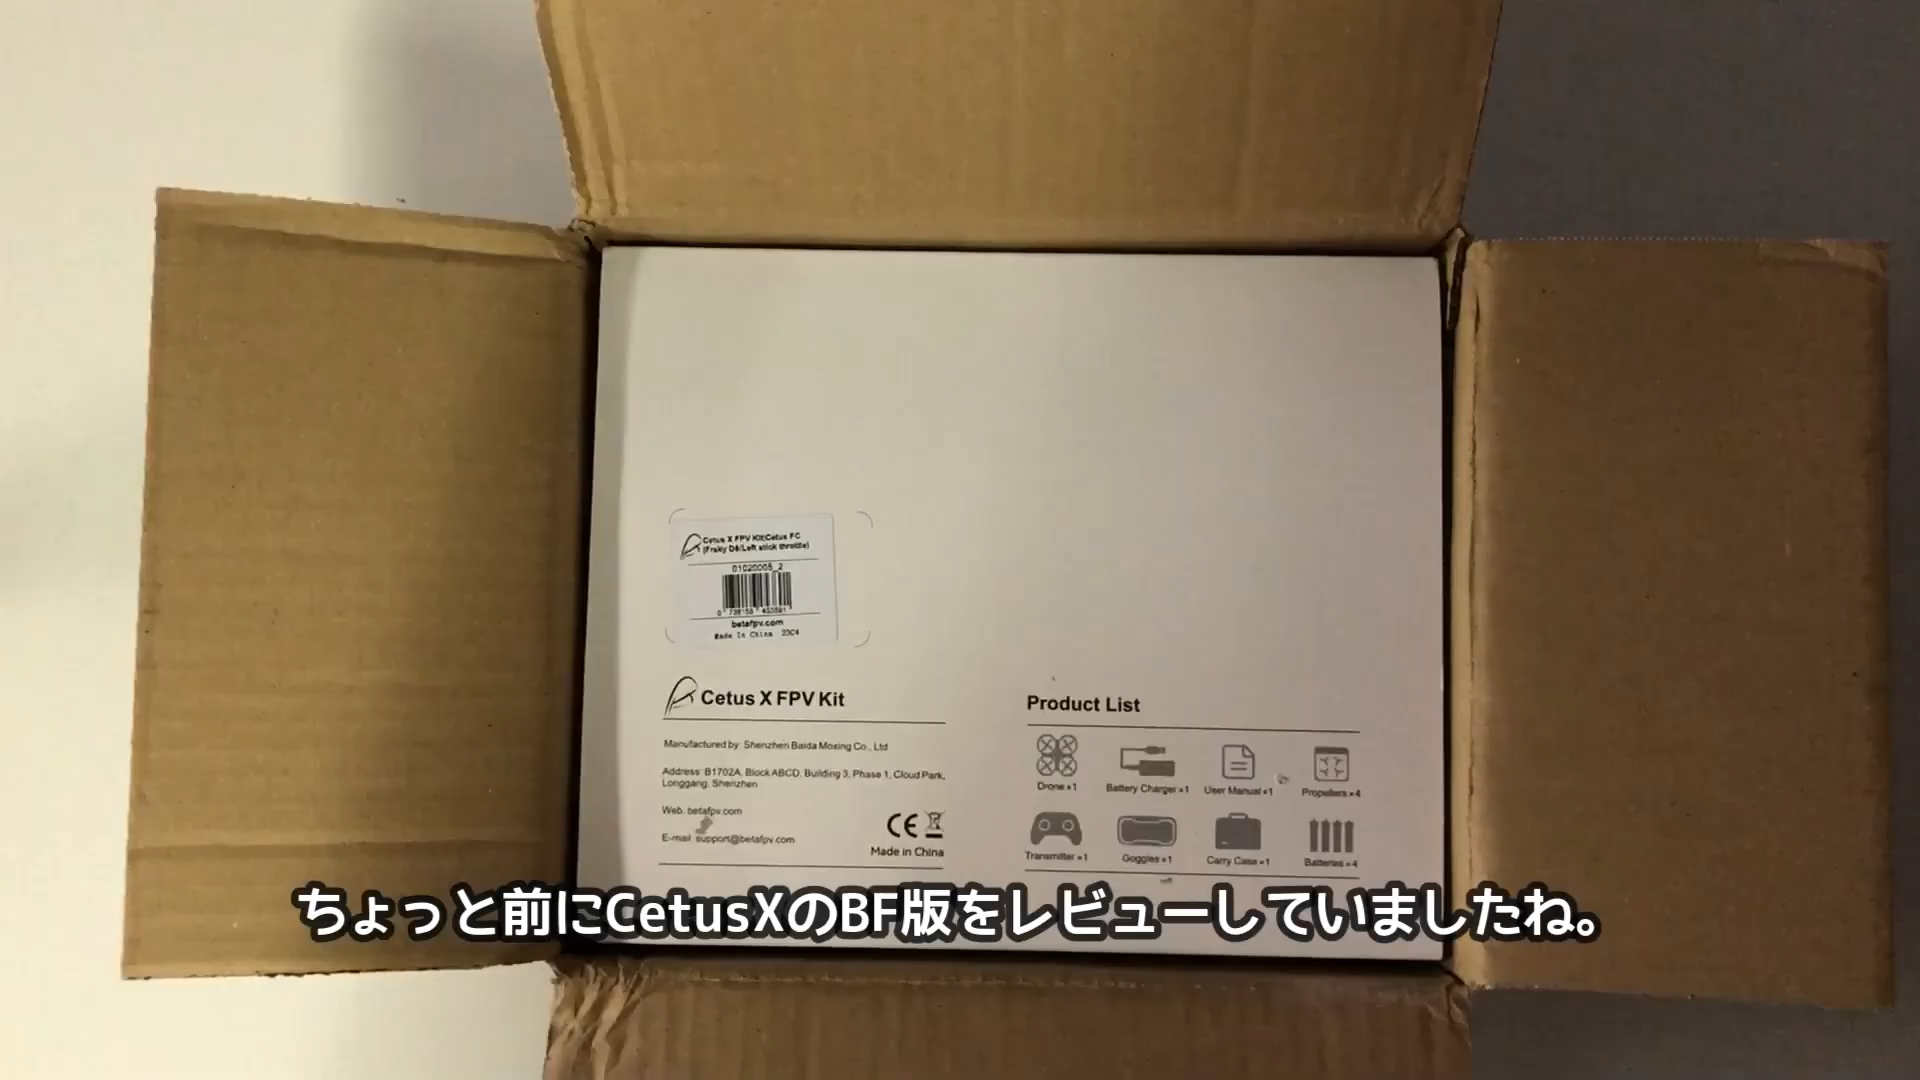 Cetus X FPV Kit;Cetus FC
(Frsky D8/Left stick throttle)
01020005_2
betafpv.com
Made In China
Cetus X FPV Kit
Manufactured by Shenzhen Baida Moxing Co., Ltd
Address: B1702A, Block ABCD, Building 3, Phase 1, Cloud Park,
Longgang, Shenzhen
Web: betafpv.com
E-mail: support@betafpv.com
CE
Made in China
Product List
Drone ×1
Battery Charger ×1
User Manual ×1
Propellers ×4
Transmitter ×1
Goggles ×1
Carry Case ×1
Batteries ×4
ちょっと前にCetusXのBF版をレビューしていましたね。